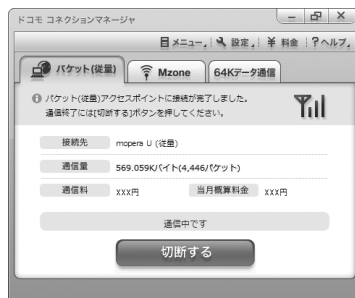 ドコモ コネクションマネージャ
メニュー 設定 ¥ 料金 ?ヘルプ
パケット(従量) Mzone 64Kデータ通信
パケット(従量)アクセスポイントに接続が完了しました。
通信終了には[切断する]ボタンを押してください。
接続先 mopera U (従量)
通信量 569.059Kバイト(4,446パケット)
通信料 xxx円 当月概算料金 xxx円
通信中です
切断する